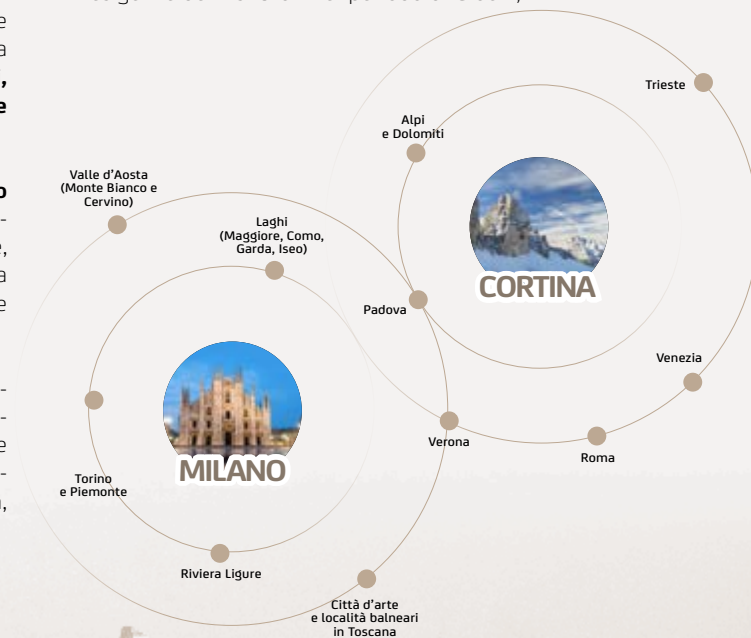 Trieste
Alpi
e Dolomiti
Valle d'Aosta
(Monte Bianco e
Cervino)
Laghi
(Maggiore, Como,
Garda, Iseo)
CORTINA
Padova
Venezia
Verona
Roma
MILANO
Torino
e Piemonte
Riviera Ligure
Città d'arte
e località balneari
in Toscana